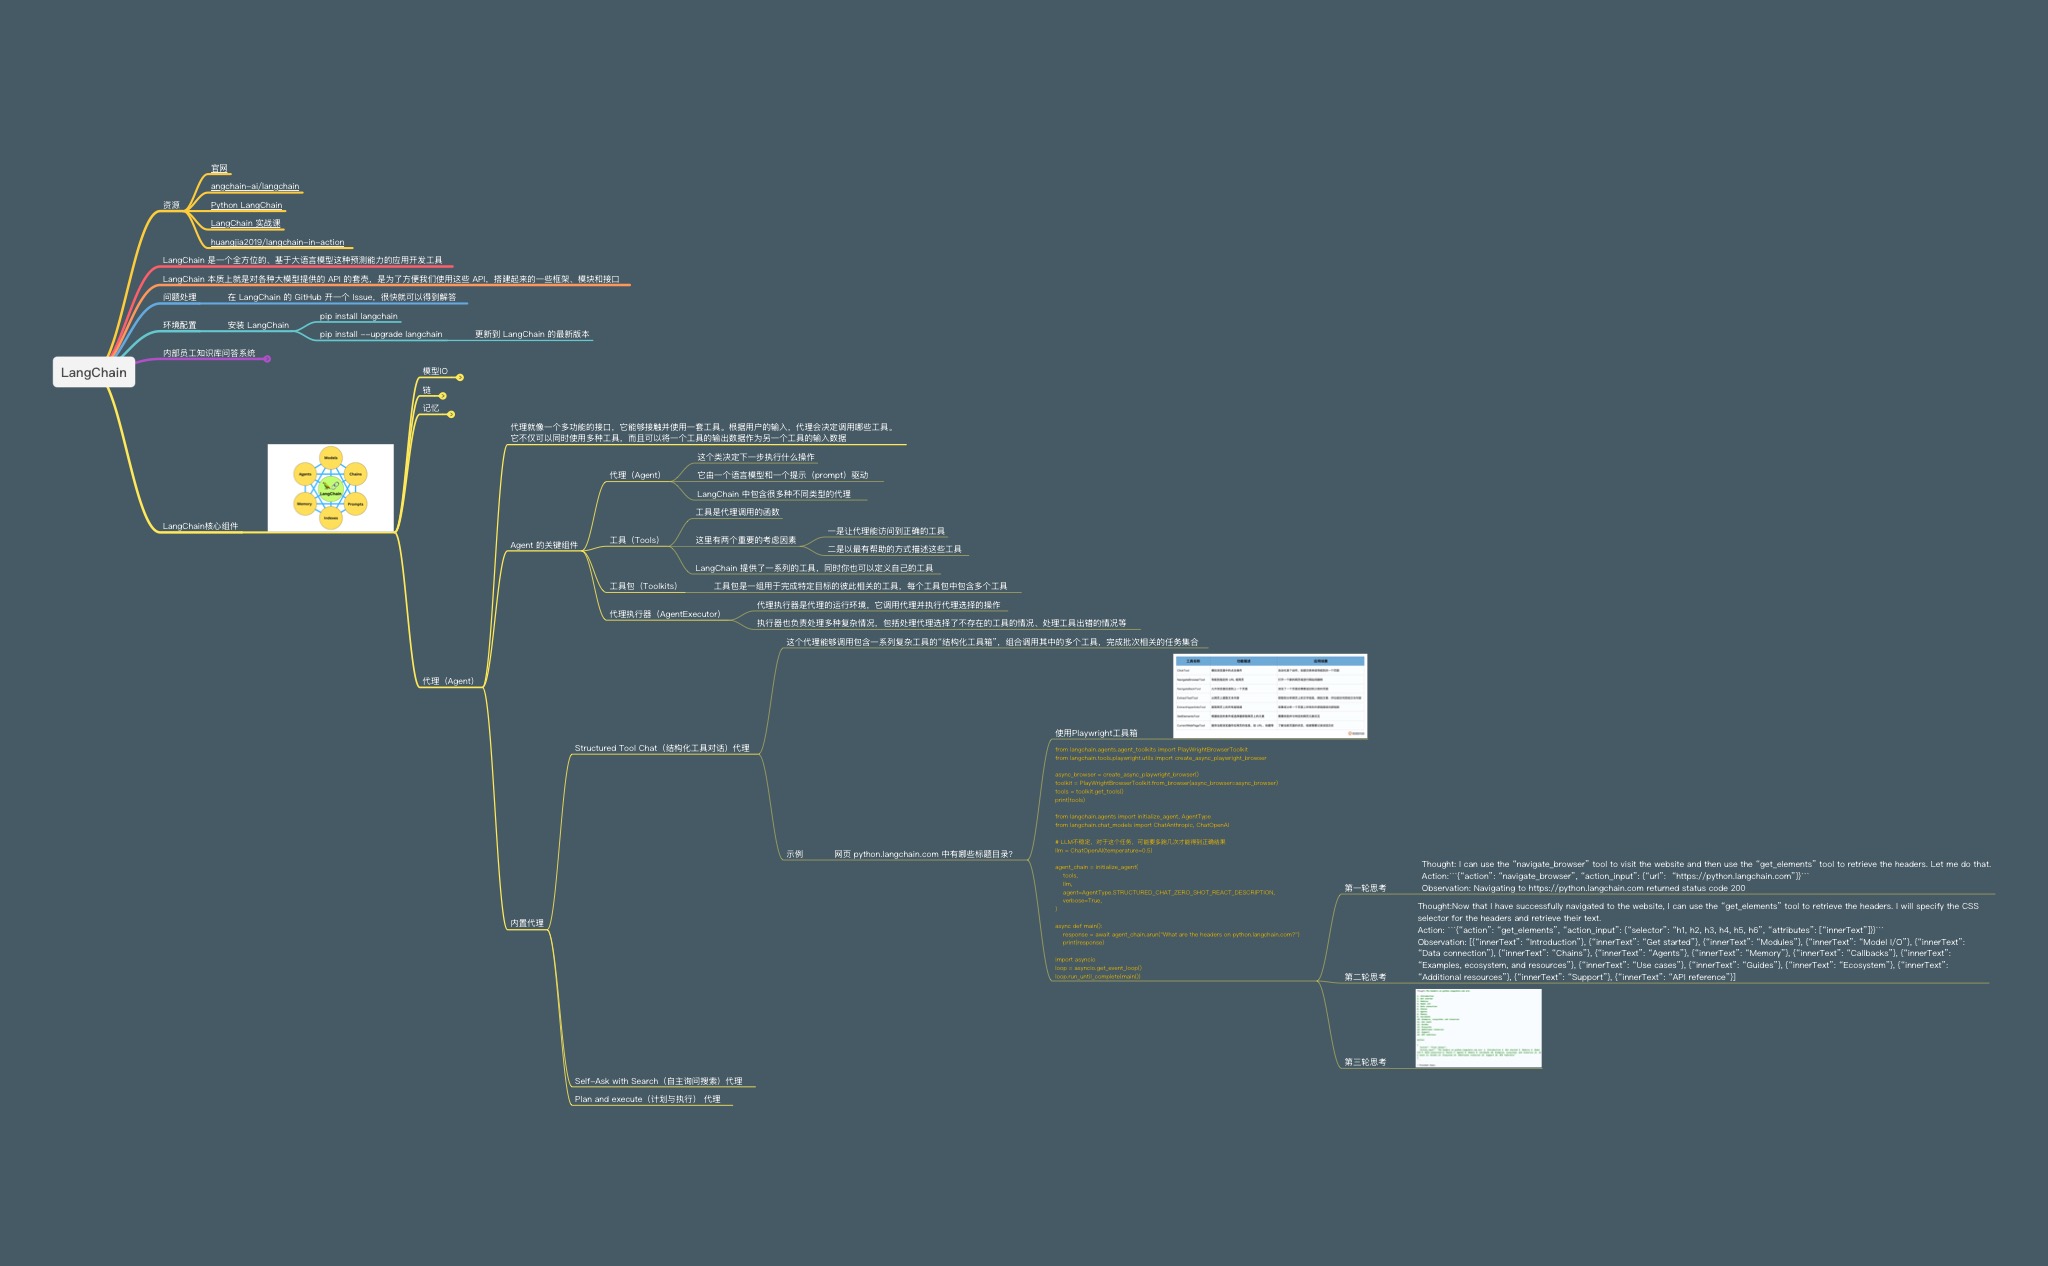 LangChain
资源
官网
angchain-ai/langchain
Python LangChain
LangChain 实战课
huangjia2019/langchain-in-action
LangChain 是一个全方位的、基于大语言模型这种预测能力的应用开发工具
LangChain 本质上就是对各种大模型提供的 API 的套壳，是为了方便我们使用这些 API，搭建起来的一些框架、模块和接口
问题处理
在 LangChain 的 GitHub 开一个 Issue，很快就可以得到解答
环境配置
安装 LangChain
pip install langchain
pip install --upgrade langchain
更新到 LangChain 的最新版本
内部员工知识库问答系统
LangChain核心组件
Models
Agents
Chains
LangChain
Memory
Prompts
Indexes
模型IO
链
记忆
代理（Agent）
代理就像一个多功能的接口，它能够接触并使用一套工具。根据用户的输入，代理会决定调用哪些工具。
它不仅可以同时使用多种工具，而且可以将一个工具的输出数据作为另一个工具的输入数据
Agent 的关键组件
代理（Agent）
这个类决定下一步执行什么操作
它由一个语言模型和一个提示（prompt）驱动
LangChain 中包含很多种不同类型的代理
工具（Tools）
工具是代理调用的函数
这里有两个重要的考虑因素
一是让代理能访问到正确的工具
二是以最有帮助的方式描述这些工具
LangChain 提供了一系列的工具，同时你也可以定义自己的工具
工具包（Toolkits）
工具包是一组用于完成特定目标的彼此相关的工具，每个工具包中包含多个工具
代理执行器（AgentExecutor）
代理执行器是代理的运行环境，它调用代理并执行代理选择的操作
执行器也负责处理多种复杂情况，包括处理代理选择了不存在的工具的情况、处理工具出错的情况等
内置代理
Structured Tool Chat（结构化工具对话）代理
这个代理能够调用包含一系列复杂工具的“结构化工具箱”，组合调用其中的多个工具，完成批次相关的任务集合
示例
网页 python.langchain.com 中有哪些标题目录?
使用Playwright工具箱
from langchain.agents.agent_toolkits import PlayWrightBrowserToolkit
from langchain.tools.playwright.utils import create_async_playwright_browser
async_browser = create_async_playwright_browser()
toolkit = PlayWrightBrowserToolkit.from_browser(async_browser=async_browser)
tools = toolkit.get_tools()
print(tools)
from langchain.agents import initialize_agent, AgentType
from langchain.chat_models import ChatAnthropic, ChatOpenAI
# LLM不稳定，对于这个任务，可能要多跑几次才能得到正确结果
llm = ChatOpenAI(temperature=0.5)
agent_chain = initialize_agent(
tools,
llm,
agent=AgentType.STRUCTURED_CHAT_ZERO_SHOT_REACT_DESCRIPTION,
verbose=True,
)
async def main():
response = await agent_chain.arun("What are the headers on python.langchain.com?")
print(response)
import asyncio
loop = asyncio.get_event_loop()
loop.run_until_complete(main())
第一轮思考
Thought: I can use the “navigate_browser” tool to visit the website and then use the “get_elements” tool to retrieve the headers. Let me do that.
Action:```{“action”: “navigate_browser”, “action_input”: {“url”: “https://python.langchain.com”}}```
Observation: Navigating to https://python.langchain.com returned status code 200
第二轮思考
Thought:Now that I have successfully navigated to the website, I can use the “get_elements” tool to retrieve the headers. I will specify the CSS
selector for the headers and retrieve their text.
Action: ```{“action”: “get_elements”, “action_input”: {“selector”: “h1, h2, h3, h4, h5, h6”, “attributes”: [“innerText”]}}```
Observation: [{“innerText”: “Introduction”}, {“innerText”: “Get started”}, {“innerText”: “Modules”}, {“innerText”: “Model I/O”}, {“innerText”:
“Data connection”}, {“innerText”: “Chains”}, {“innerText”: “Agents”}, {“innerText”: “Memory”}, {“innerText”: “Callbacks”}, {“innerText”:
“Examples, ecosystem, and resources”}, {“innerText”: “Use cases”}, {“innerText”: “Guides”}, {“innerText”: “Ecosystem”}, {“innerText”:
“Additional resources”}, {“innerText”: “Support”}, {“innerText”: “API reference”}]
第三轮思考
Self-Ask with Search（自主询问搜索）代理
Plan and execute（计划与执行） 代理